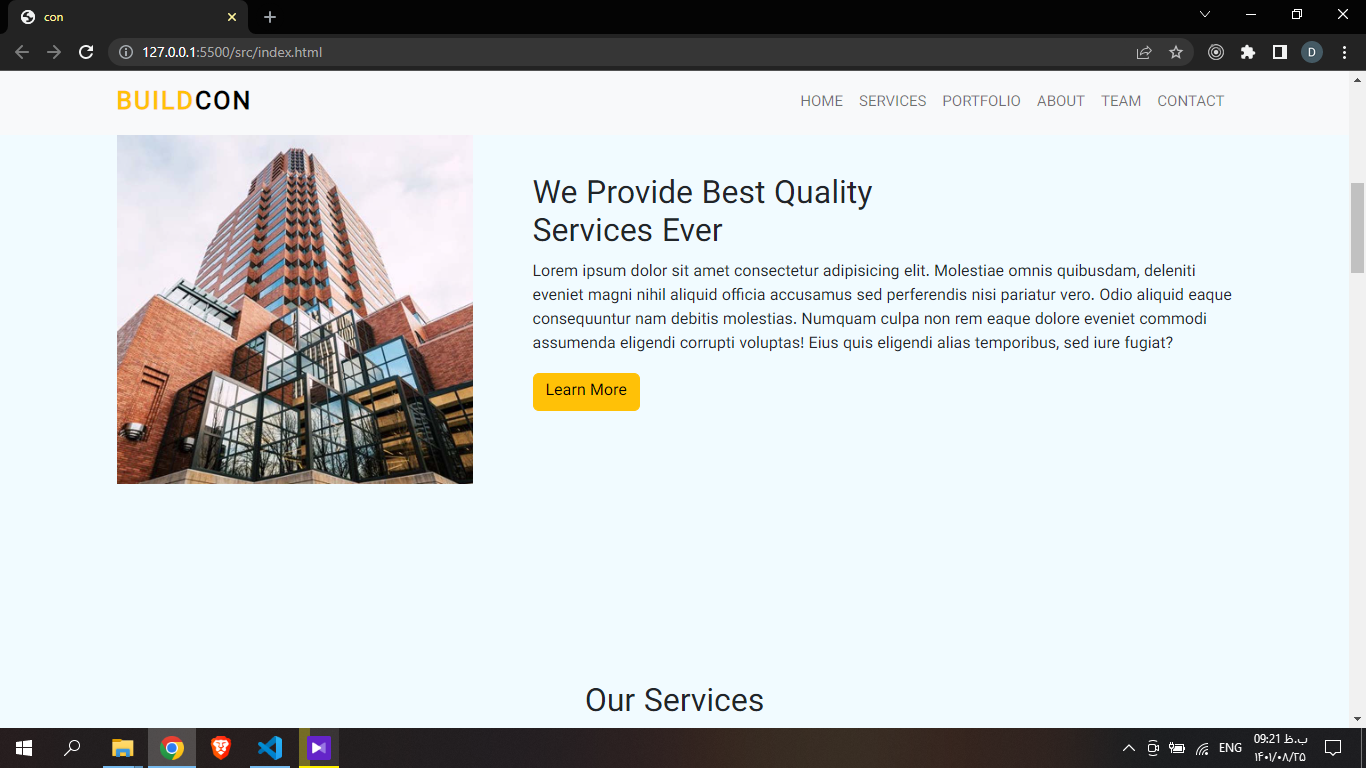 con
127.0.0.1:5500/src/index.html
D
BUILDCON
HOME SERVICES PORTFOLIO ABOUT TEAM CONTACT
We Provide Best Quality
Services Ever
Lorem ipsum dolor sit amet consectetur adipisicing elit. Molestiae omnis quibusdam, deleniti
eveniet magni nihil aliquid officia accusamus sed perferendis nisi pariatur vero. Odio aliquid eaque
consequuntur nam debitis molestias. Numquam culpa non rem eaque dolore eveniet commodi
assumenda eligendi corrupti voluptas! Eius quis eligendi alias temporibus, sed iure fugiat?
Learn More
Our Services
ENG
09:21 ب.ظ
۱۴۰۱/۰۸/۲۵